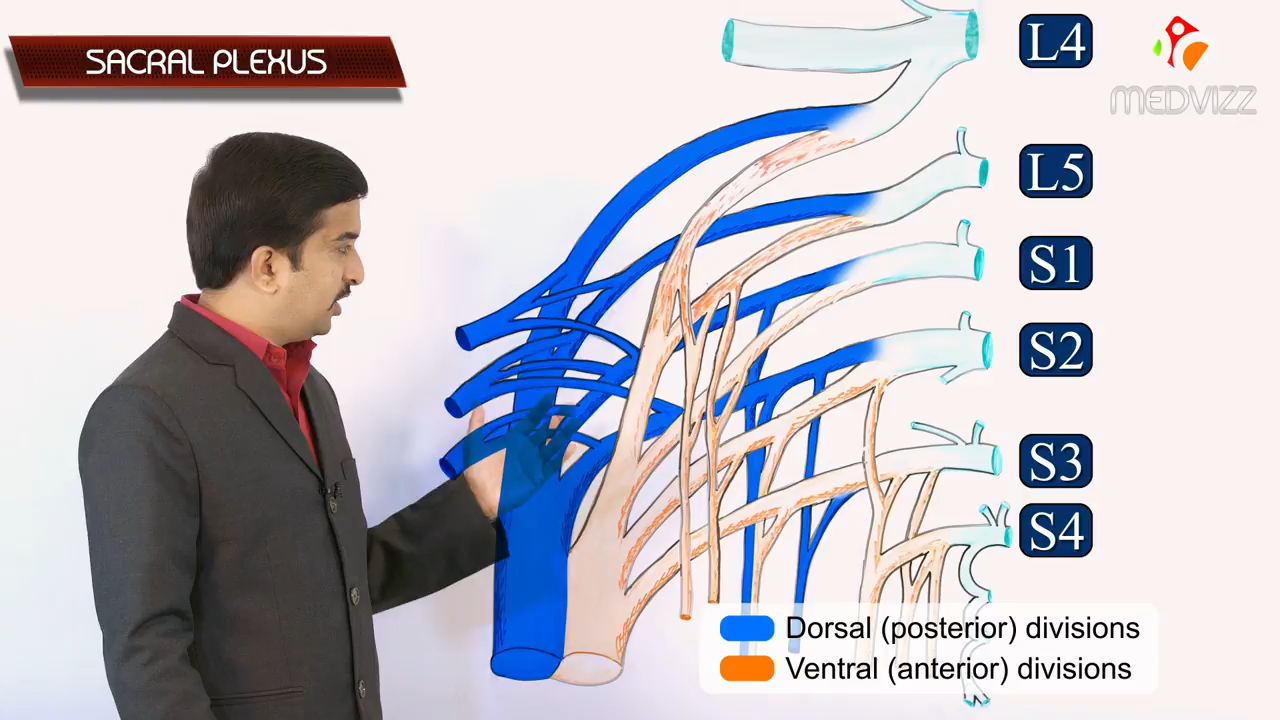 SACRAL PLEXUS
L4
MEDVIZZ
L5
S1
S2
S3
S4
Dorsal (posterior) divisions
Ventral (anterior) divisions